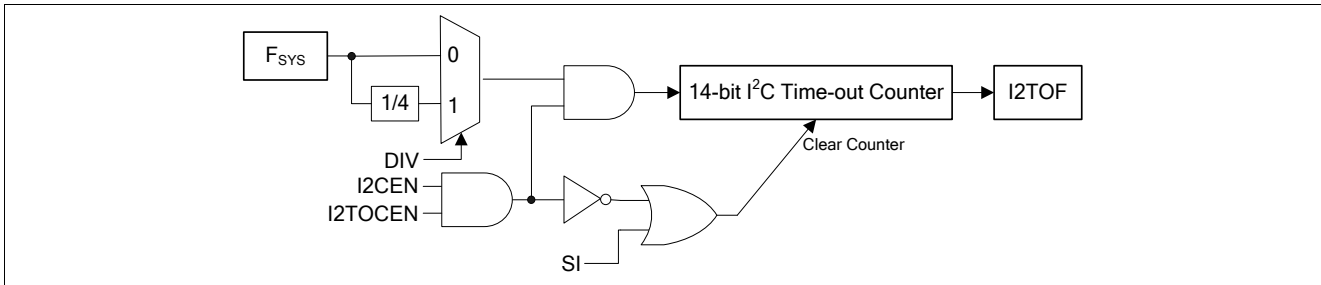 FSYS
0
1/4
1
14-bit I²C Time-out Counter
I2TOF
Clear Counter
DIV
I2CEN
I2TOCEN
SI